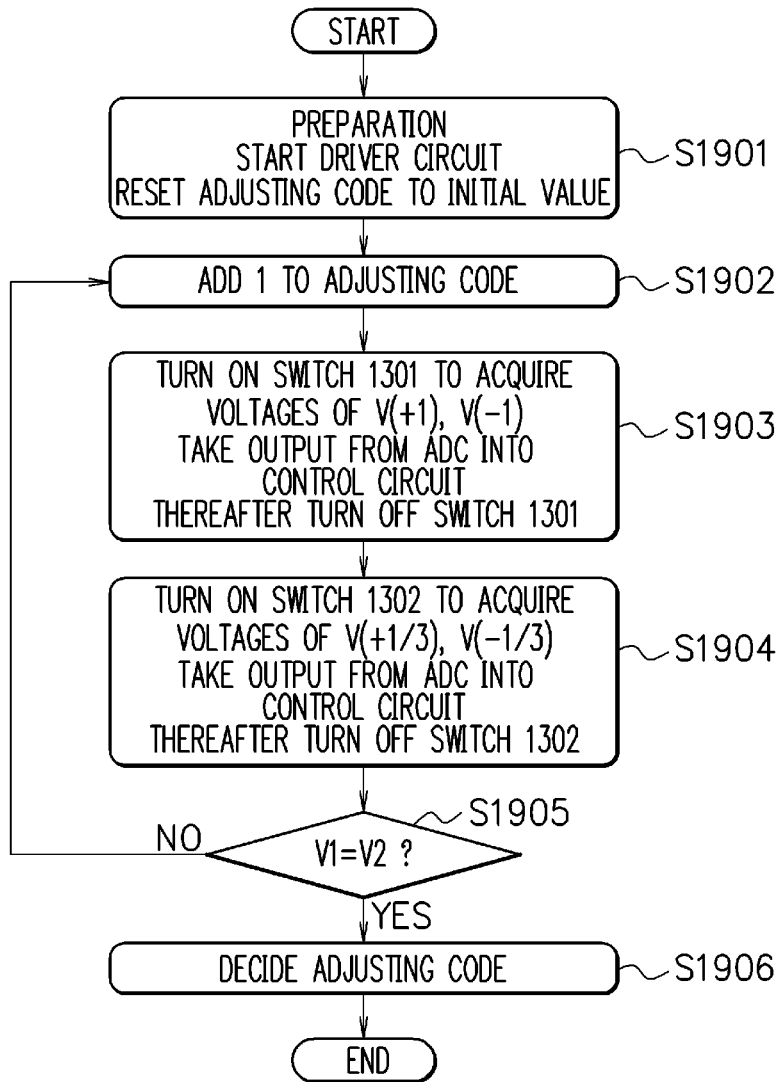 START
PREPARATION
START DRIVER CIRCUIT
RESET ADJUSTING CODE TO INITIAL VALUE
S1901
ADD 1 TO ADJUSTING CODE
S1902
TURN ON SWITCH 1301 TO ACQUIRE
VOLTAGES OF V(+1), V(-1)
TAKE OUTPUT FROM ADC INTO
CONTROL CIRCUIT
THEREAFTER TURN OFF SWITCH 1301
S1903
TURN ON SWITCH 1302 TO ACQUIRE
VOLTAGES OF V(+1/3), V(-1/3)
TAKE OUTPUT FROM ADC INTO
CONTROL CIRCUIT
THEREAFTER TURN OFF SWITCH 1302
S1904
S1905
NO
V1=V2 ?
YES
DECIDE ADJUSTING CODE
S1906
END